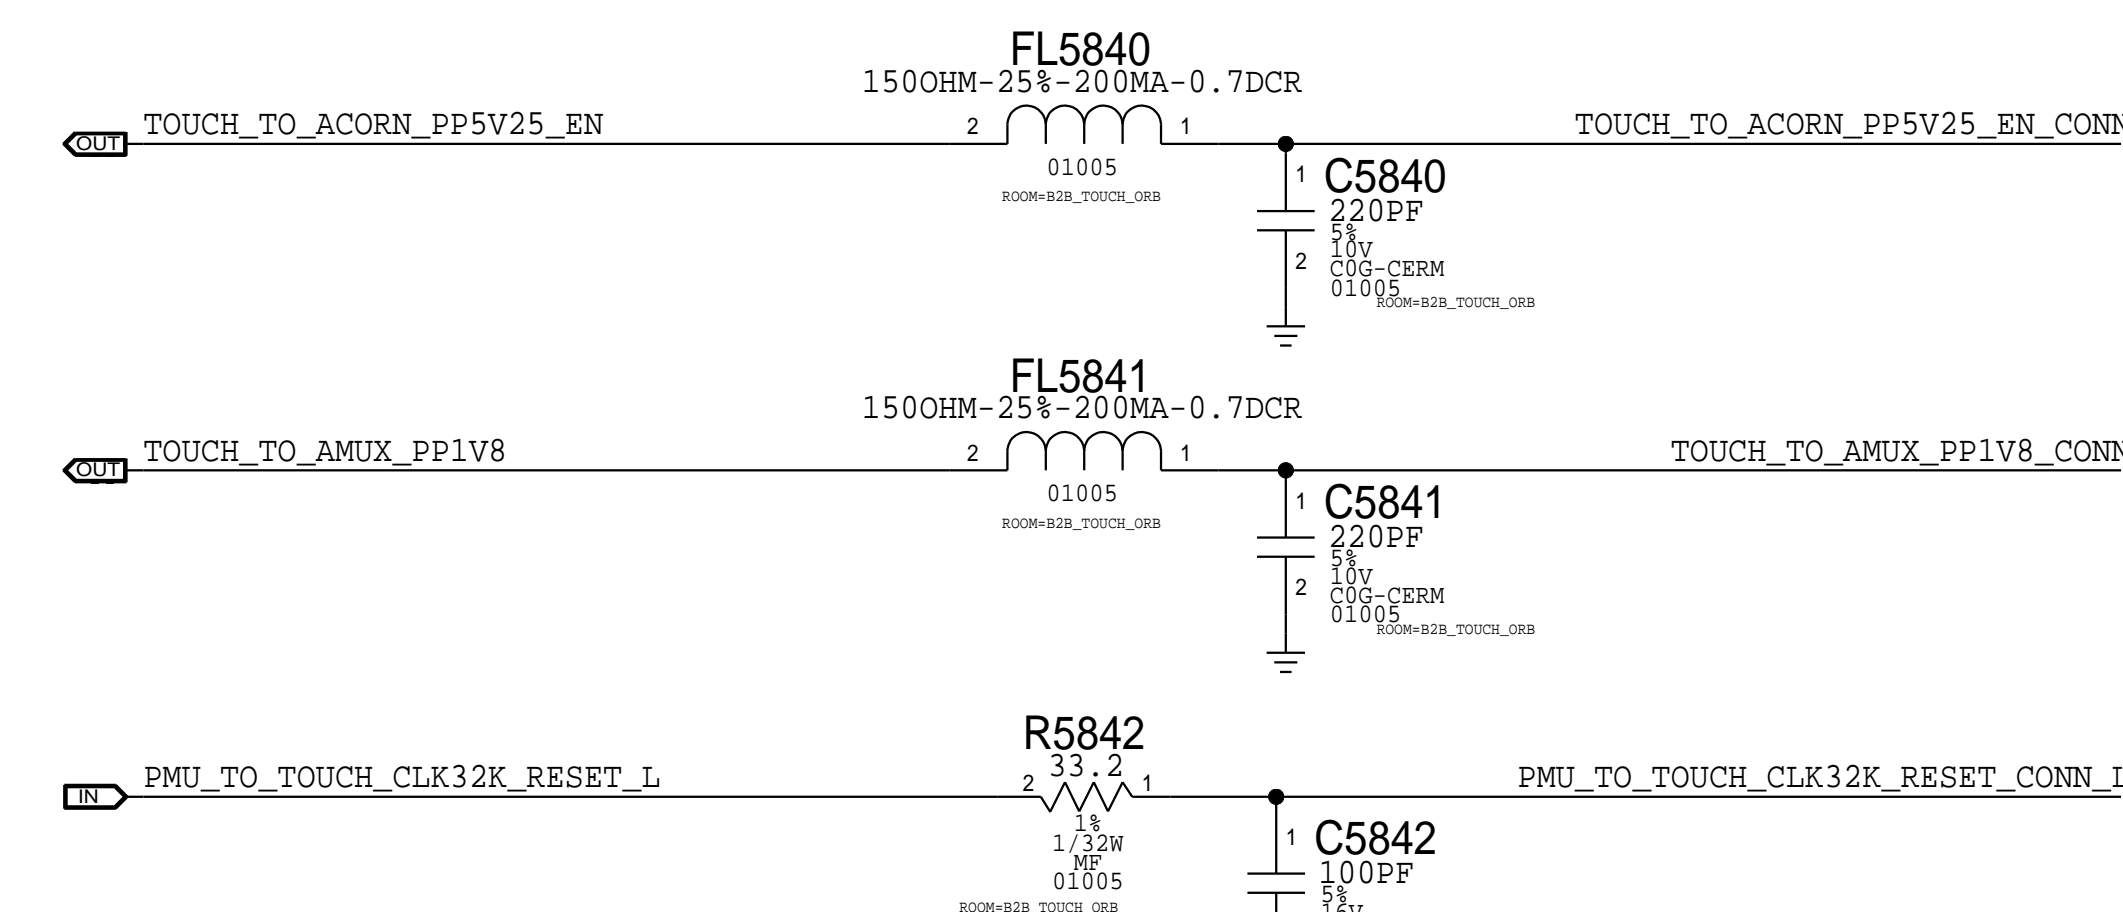 FL5840
150OHM-25%-200MA-0.7DCR
OUT
TOUCH_TO_ACORN_PP5V25_EN
2
1
TOUCH_TO_ACORN_PP5V25_EN_CONN
01005
ROOM=B2B_TOUCH_ORB
1
C5840
220PF
5%
10V
2
C0G-CERM
01005
ROOM=B2B_TOUCH_ORB
FL5841
150OHM-25%-200MA-0.7DCR
OUT
TOUCH_TO_AMUX_PP1V8
2
1
TOUCH_TO_AMUX_PP1V8_CONN
01005
ROOM=B2B_TOUCH_ORB
1
C5841
220PF
5%
10V
2
C0G-CERM
01005
ROOM=B2B_TOUCH_ORB
R5842
33.2
IN
PMU_TO_TOUCH_CLK32K_RESET_L
2
1
PMU_TO_TOUCH_CLK32K_RESET_CONN_L
1%
1/32W
MF
01005
ROOM=B2B_TOUCH_ORB
1
C5842
100PF
5%
16V